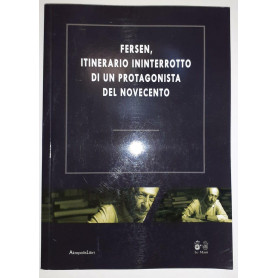 FERSEN,
ITINERARIO ININTERROTTO
DI UN PROTAGONISTA
DEL NOVECENTO